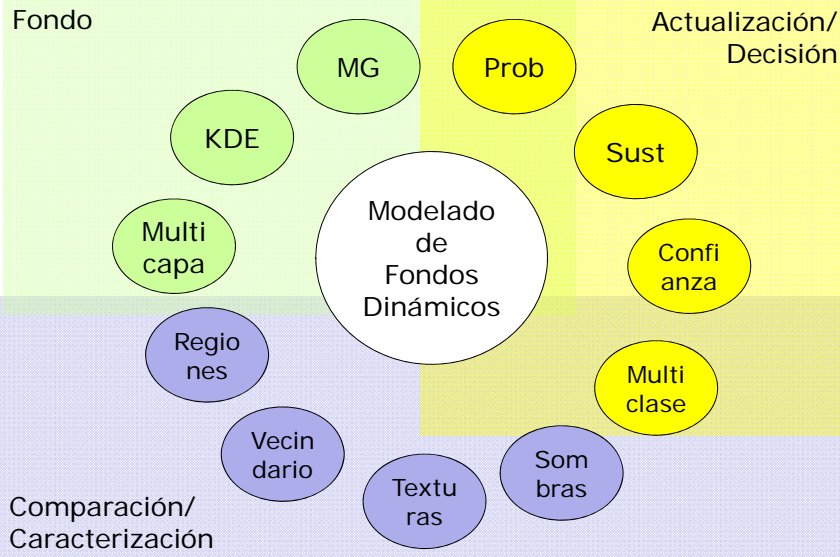 Fondo
Actualización/
Decisión
MG
Prob
KDE
Sust
Multi
capa
Modelado
de
Fondos
Dinámicos
Confi
anza
Regio
nes
Multi
clase
Vecin
dario
Textu
ras
Som
bras
Comparación/
Caracterización